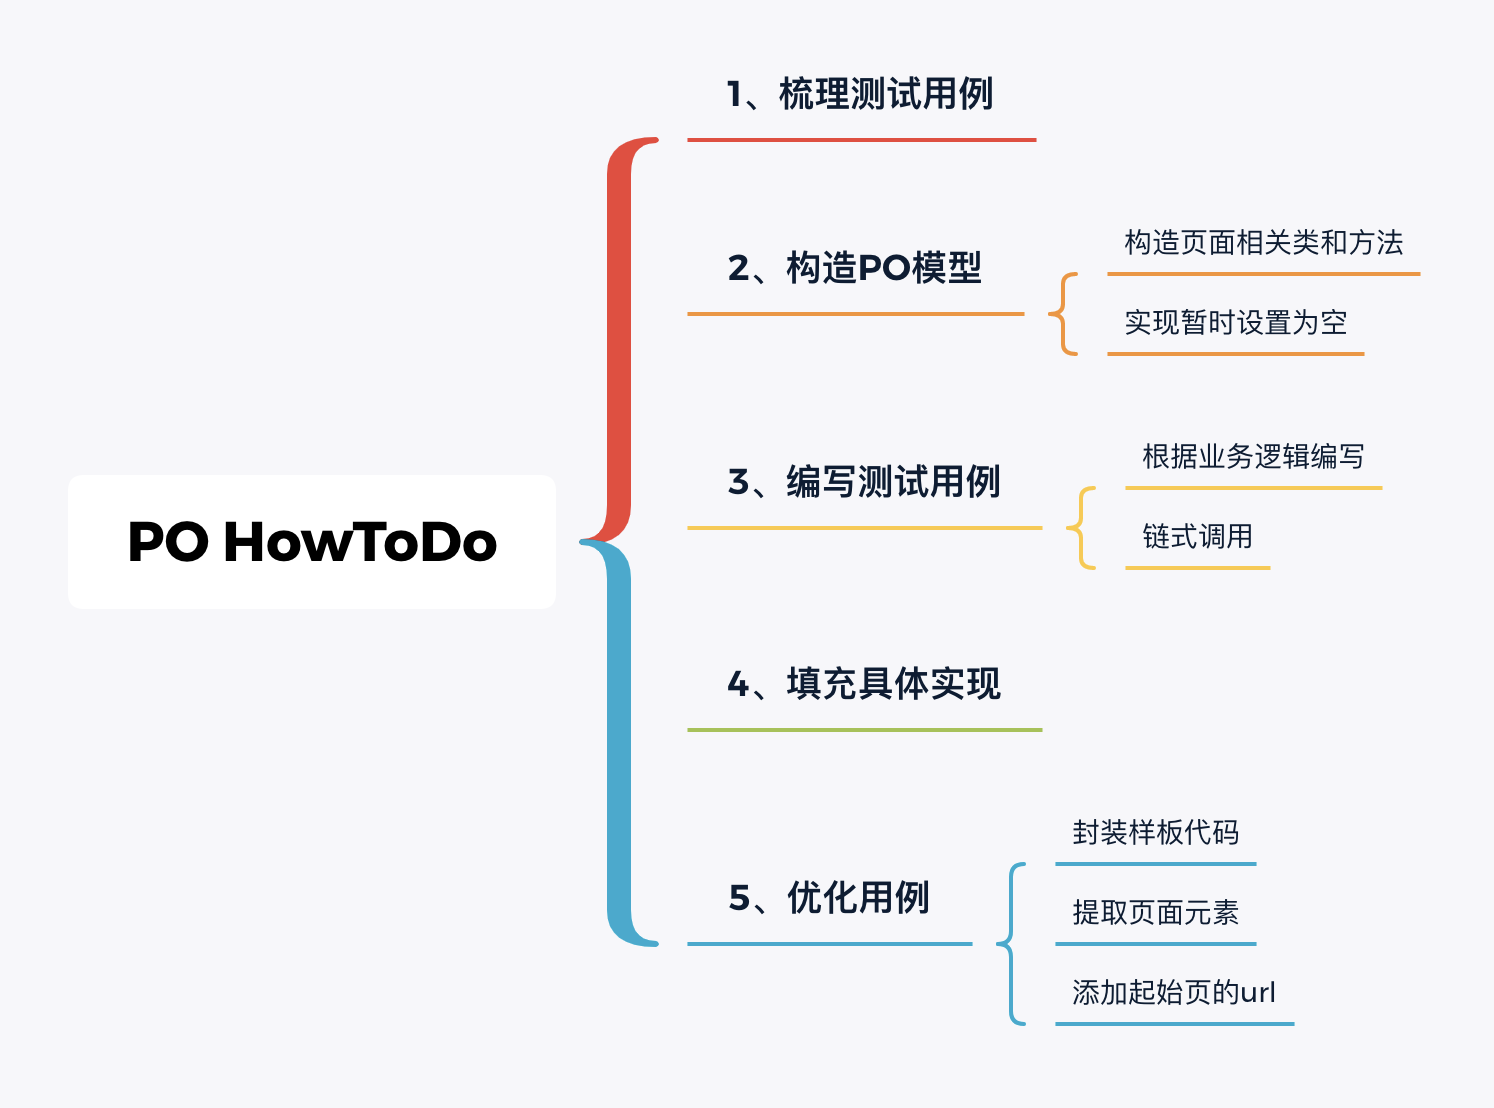 PO HowToDo
1、梳理测试用例
2、构造PO模型
构造页面相关类和方法
实现暂时设置为空
3、编写测试用例
根据业务逻辑编写
链式调用
4、填充具体实现
5、优化用例
封装样板代码
提取页面元素
添加起始页的url